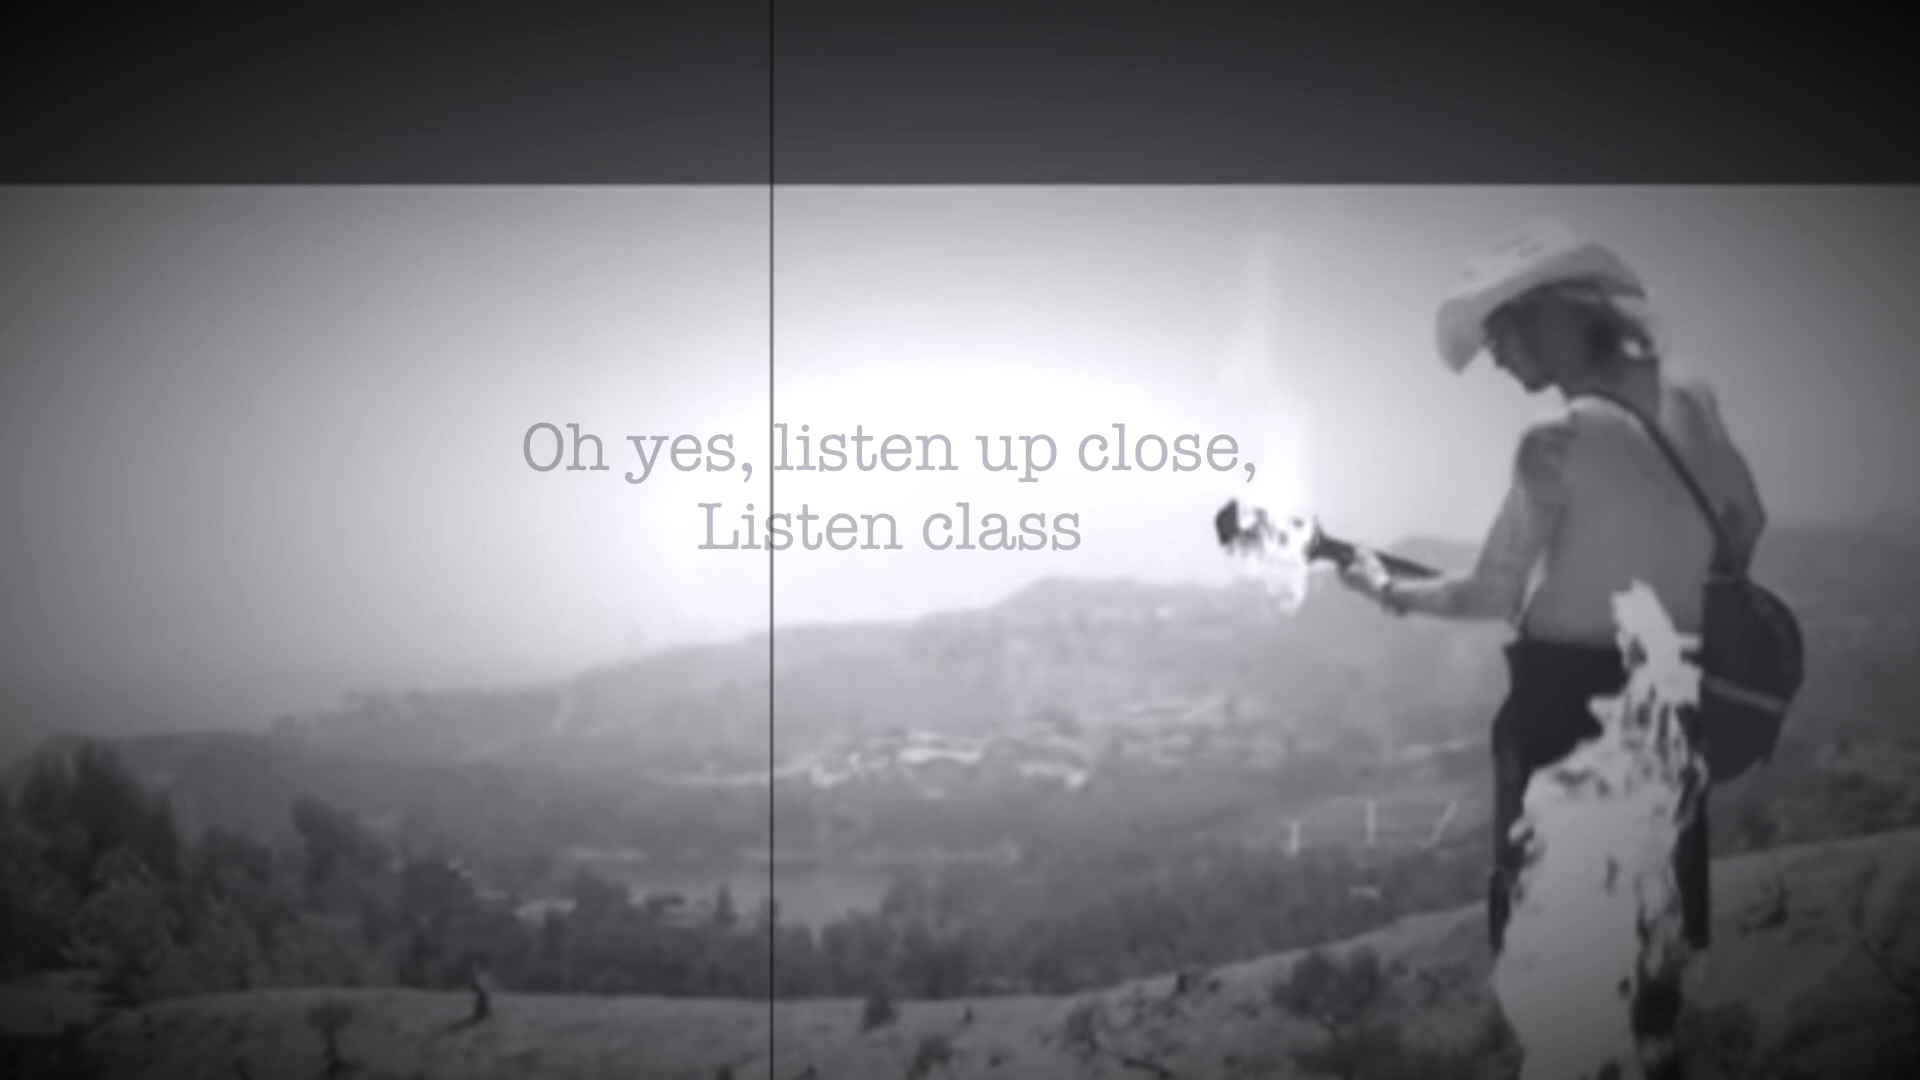 Oh yes, listen up close,
Listen class